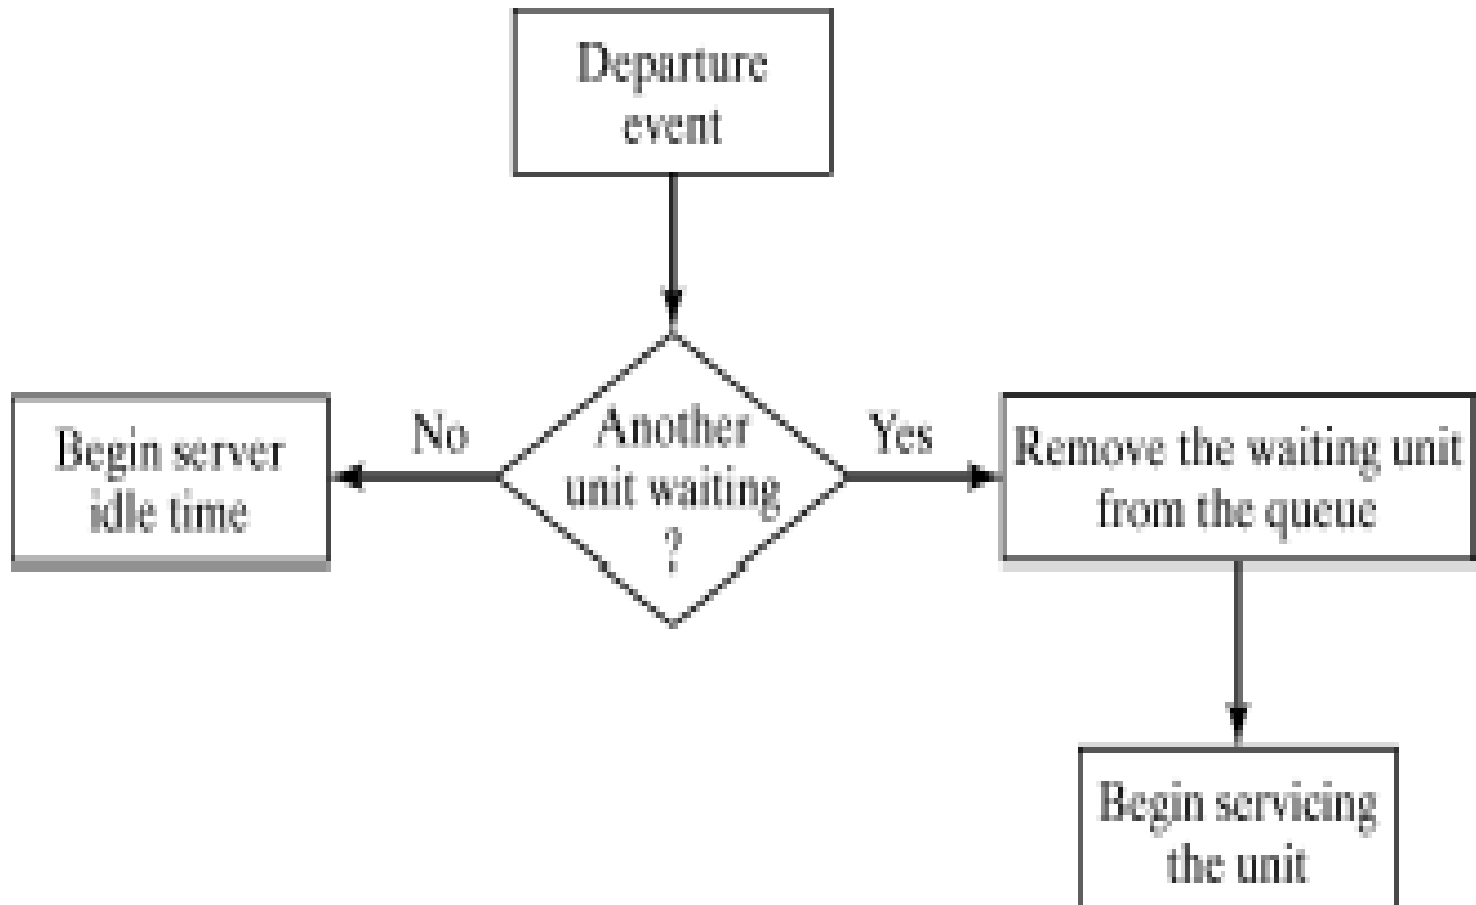 Departure
event
No
Another
unit waiting
?
Yes
Begin server
idle time
Remove the waiting unit
from the queue
Begin servicing
the unit